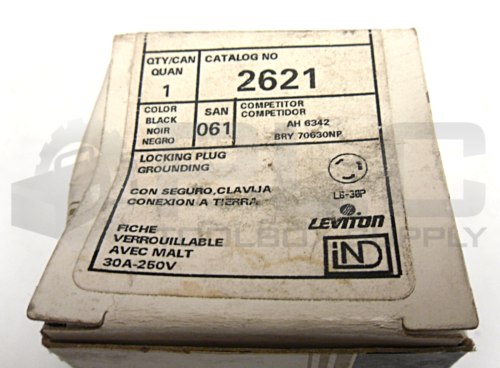 QTY/CAN
QUAN
1
CATALOG NO
2621
COLOR
BLACK
NOIR
NEGRO
SAN
061
COMPETITOR
COMPETIDOR
AH 6342
BRY 70630NP
LOCKING PLUG
GROUNDING
L6-30P
CON SEGURO,CLAVIJA
CONEXION A TIERRA
LEVITON
FICHE
VERROUILLABLE
AVEC MALT
30A-250V
IND
SUPPLY